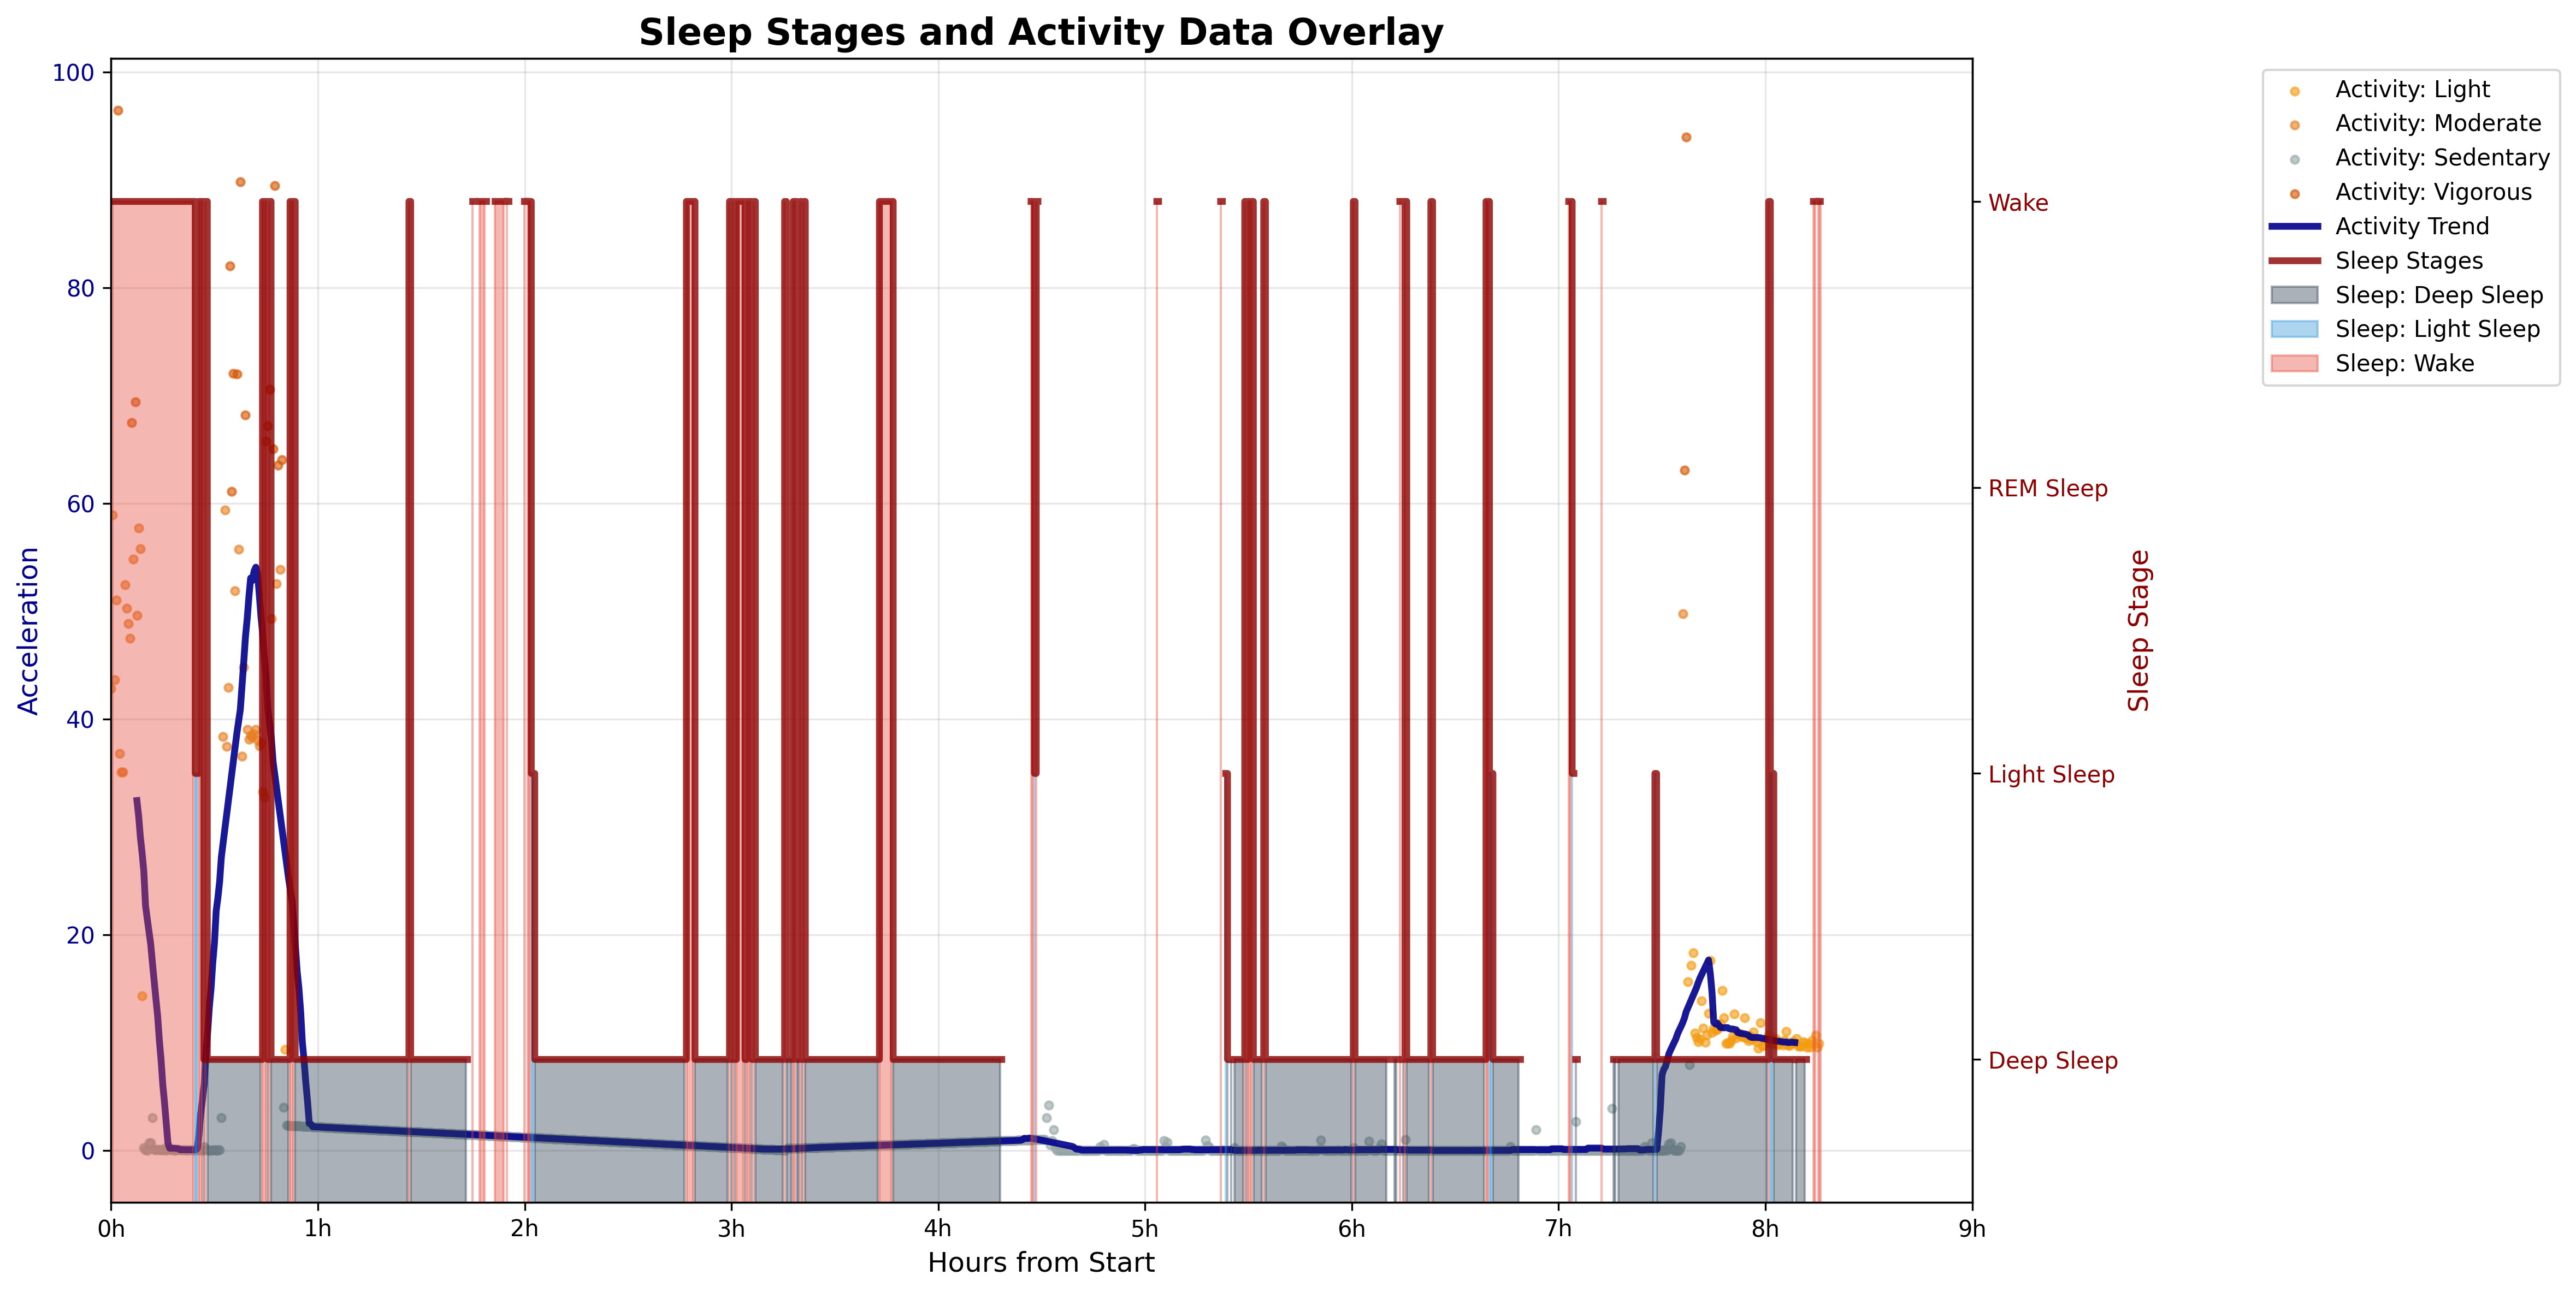 Sleep Stages and Activity Data Overlay
100
80
60
40
20
0
Acceleration
0h
1h
2h
3h
4h
5h
6h
7h
8h
9h
Hours from Start
Wake
REM Sleep
Light Sleep
Deep Sleep
Sleep Stage
Activity: Light
Activity: Moderate
Activity: Sedentary
Activity: Vigorous
Activity Trend
Sleep Stages
Sleep: Deep Sleep
Sleep: Light Sleep
Sleep: Wake